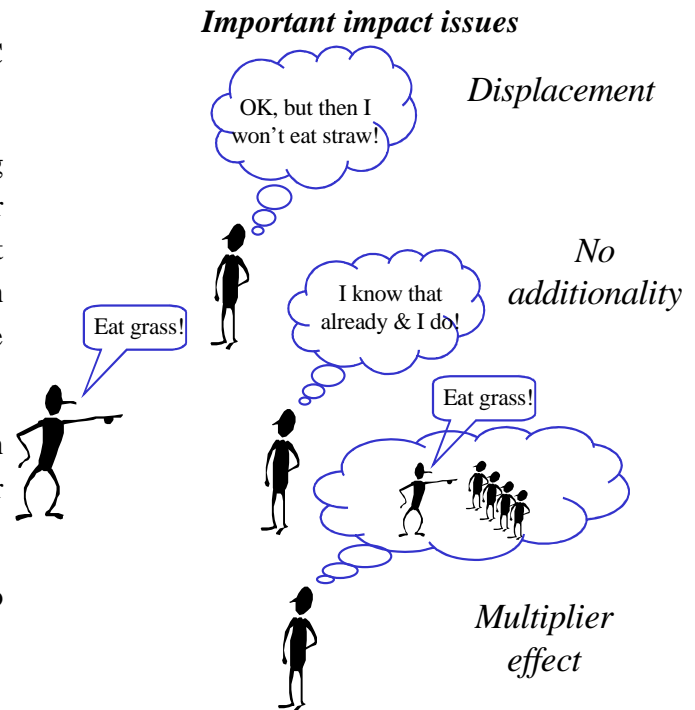 Important impact issues
OK, but then I
won't eat straw!
Displacement
I know that
already & I do!
No
additionality
Eat grass!
Eat grass!
Multiplier
effect